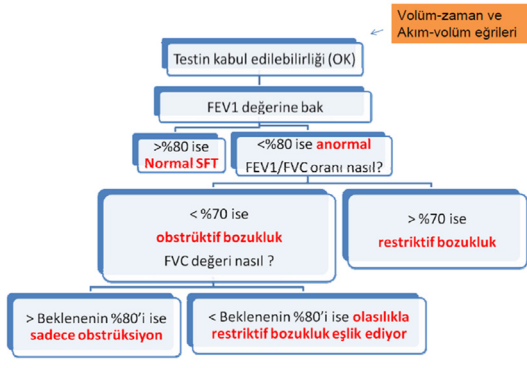 Volüm-zaman ve
Akım-volüm eğrileri
Testin kabul edilebilirliği (OK)
FEV1 değerine bak
>%80 ise
Normal SFT
<%80 ise anormal
FEV1/FVC oranı nasıl?
< %70 ise
obstrüktif bozukluk
FVC değeri nasıl ?
> %70 ise
restriktif bozukluk
> Beklenenin %80'i ise
sadece obstrüksiyon
< Beklenenin %80'i ise olasılıkla
restriktif bozukluk eşlik ediyor